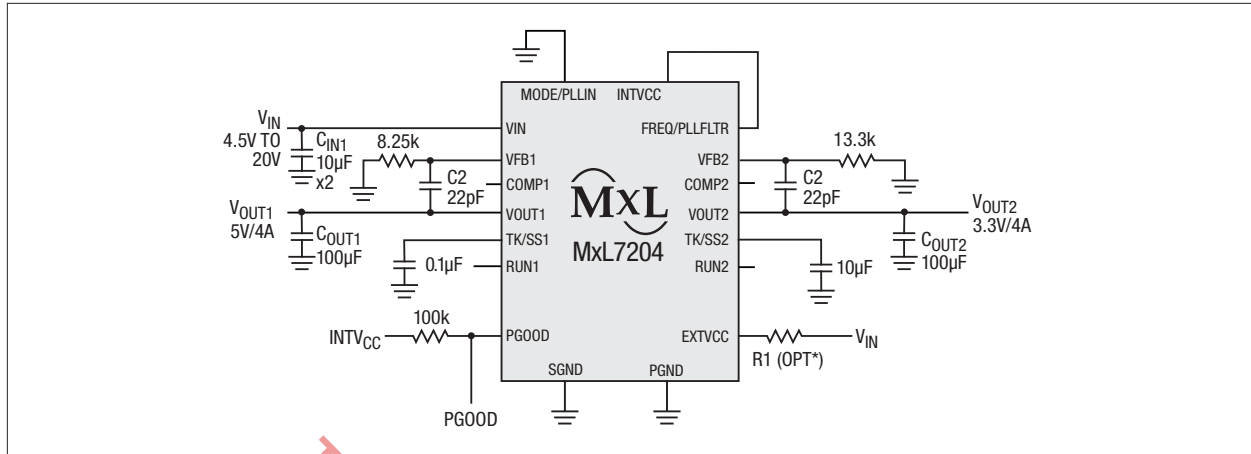 MODE/PLLIN INTVCC
VIN
4.5V TO
20V
CIN1
10µF
x2
8.25k
VIN
VFB1
C2
22pF
COMP1
VOUT1
5V/4A
COUT1
100µF
VOUT1
TK/SS1
0.1µF
RUN1
INTVCC
100k
PGOOD
PGOOD
SGND PGND
MXL
MxL7204
FREQ/PLLFLTR
VFB2
13.3k
C2
22pF
COMP2
VOUT2
VOUT2
3.3V/4A
COUT2
100µF
TK/SS2
10µF
RUN2
EXTVCC
VIN
R1 (OPT*)